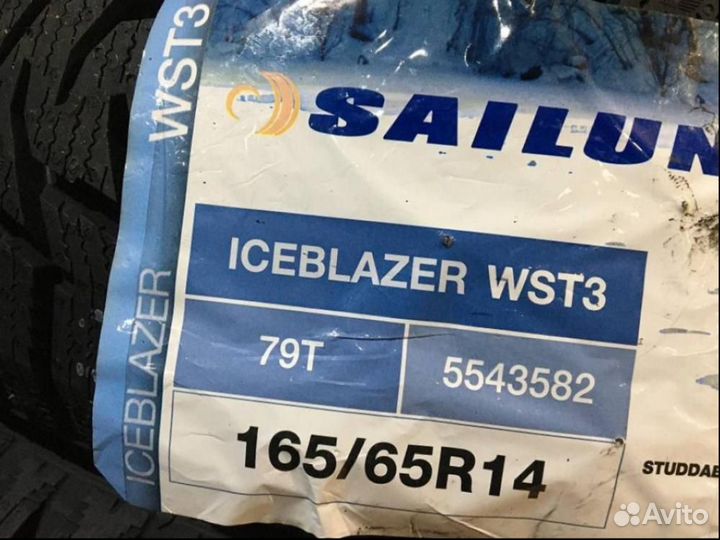 WST3
ICEBLAZER
SAILUN
ICEBLAZER WST3
79T
5543582
165/65R14
STUDDAB
Avito